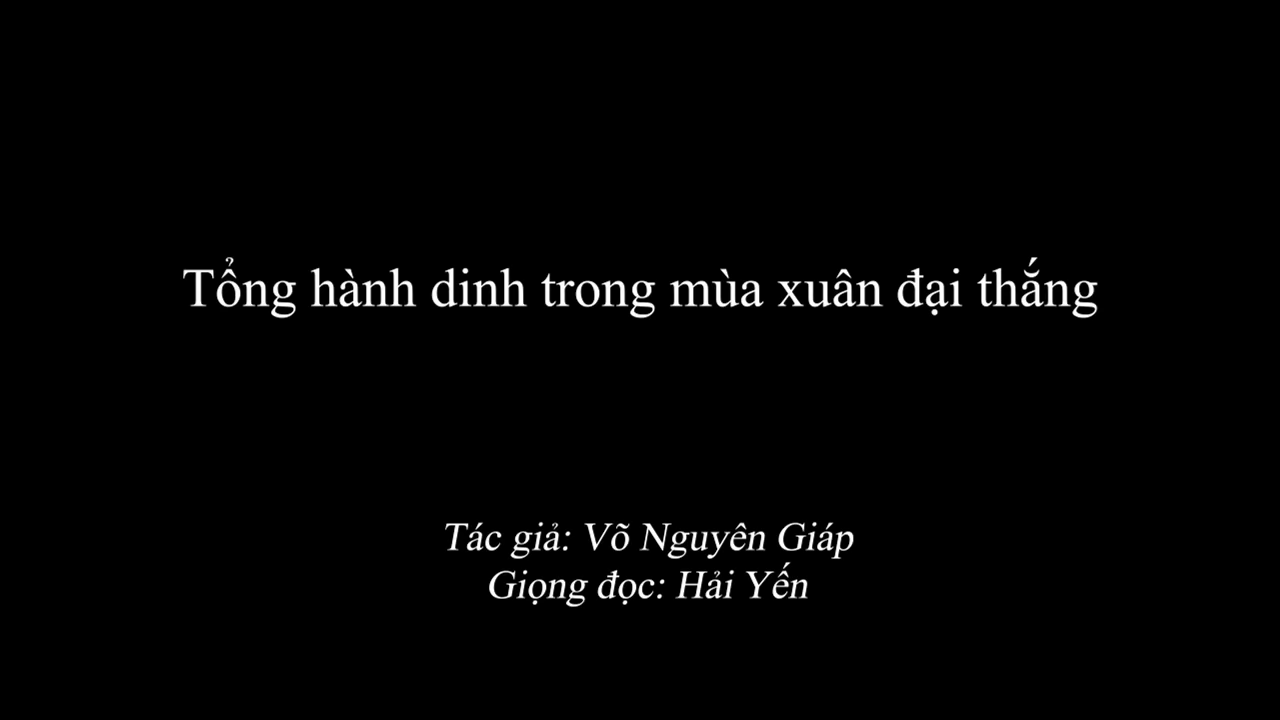 Tổng hành dinh trong mùa xuân đại thắng
Tác giả: Võ Nguyên Giáp
Giọng đọc: Hải Yến